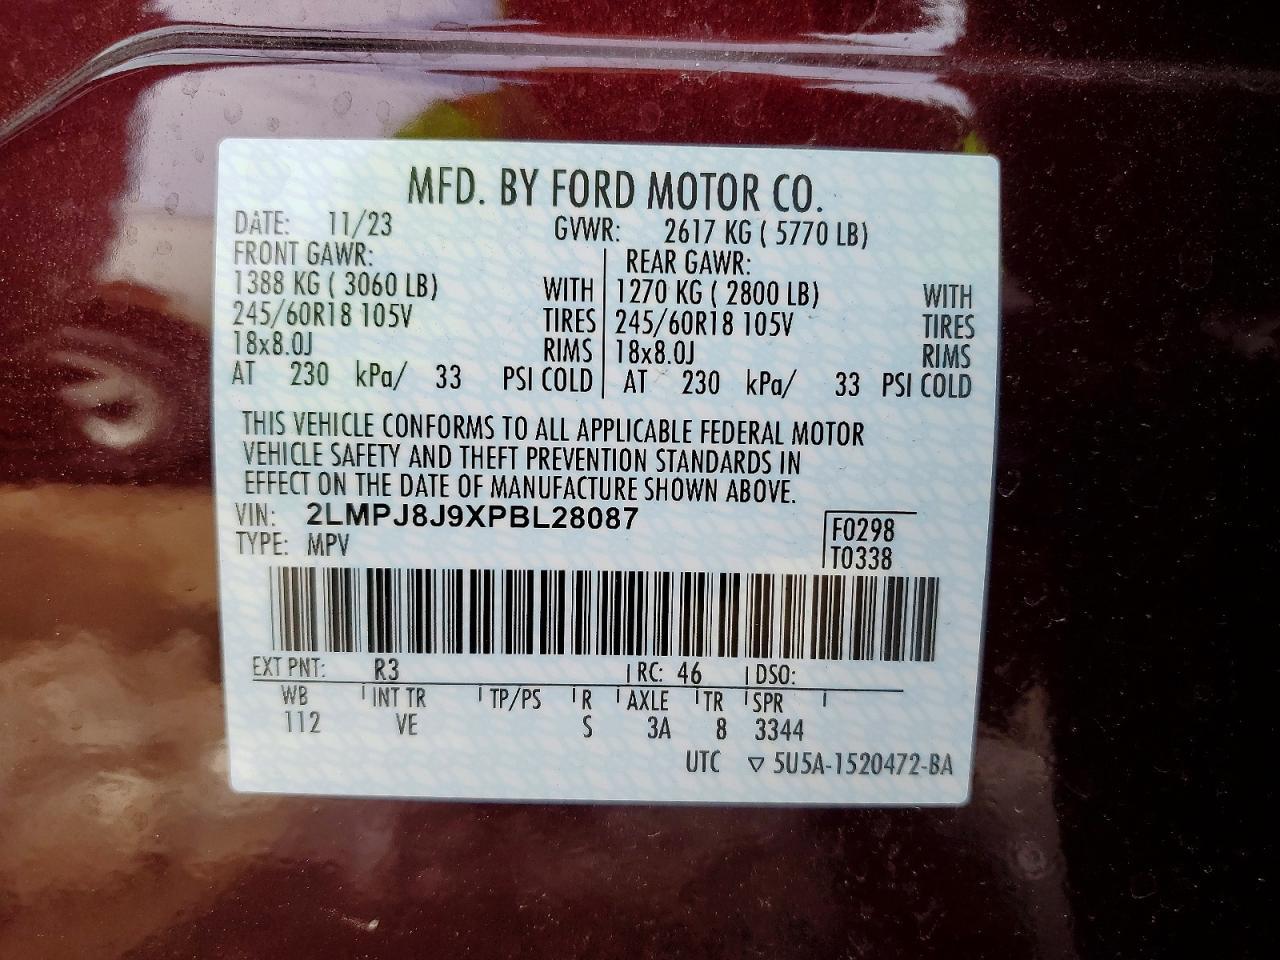 MFD. BY FORD MOTOR CO.
DATE: 11/23 GVWR: 2617 KG ( 5770 LB)
FRONT GAWR: REAR GAWR:
1388 KG ( 3060 LB) WITH 1270 KG ( 2800 LB) WITH
245/60R18 105V TIRES 245/60R18 105V TIRES
18x8.0J RIMS 18x8.0J RIMS
AT 230 kPa/ 33 PSI COLD AT 230 kPa/ 33 PSI COLD
THIS VEHICLE CONFORMS TO ALL APPLICABLE FEDERAL MOTOR
VEHICLE SAFETY AND THEFT PREVENTION STANDARDS IN
EFFECT ON THE DATE OF MANUFACTURE SHOWN ABOVE.
VIN: 2LMPJ8J9XPBL28087 F0298
TYPE: MPV T0338
EXT PNT: R3 RC: 46 DSO:
WB INT TR TP/PS R AXLE TR SPR
112 VE S 3A 8 3344
UTC ▽ 5U5A-1520472-BA